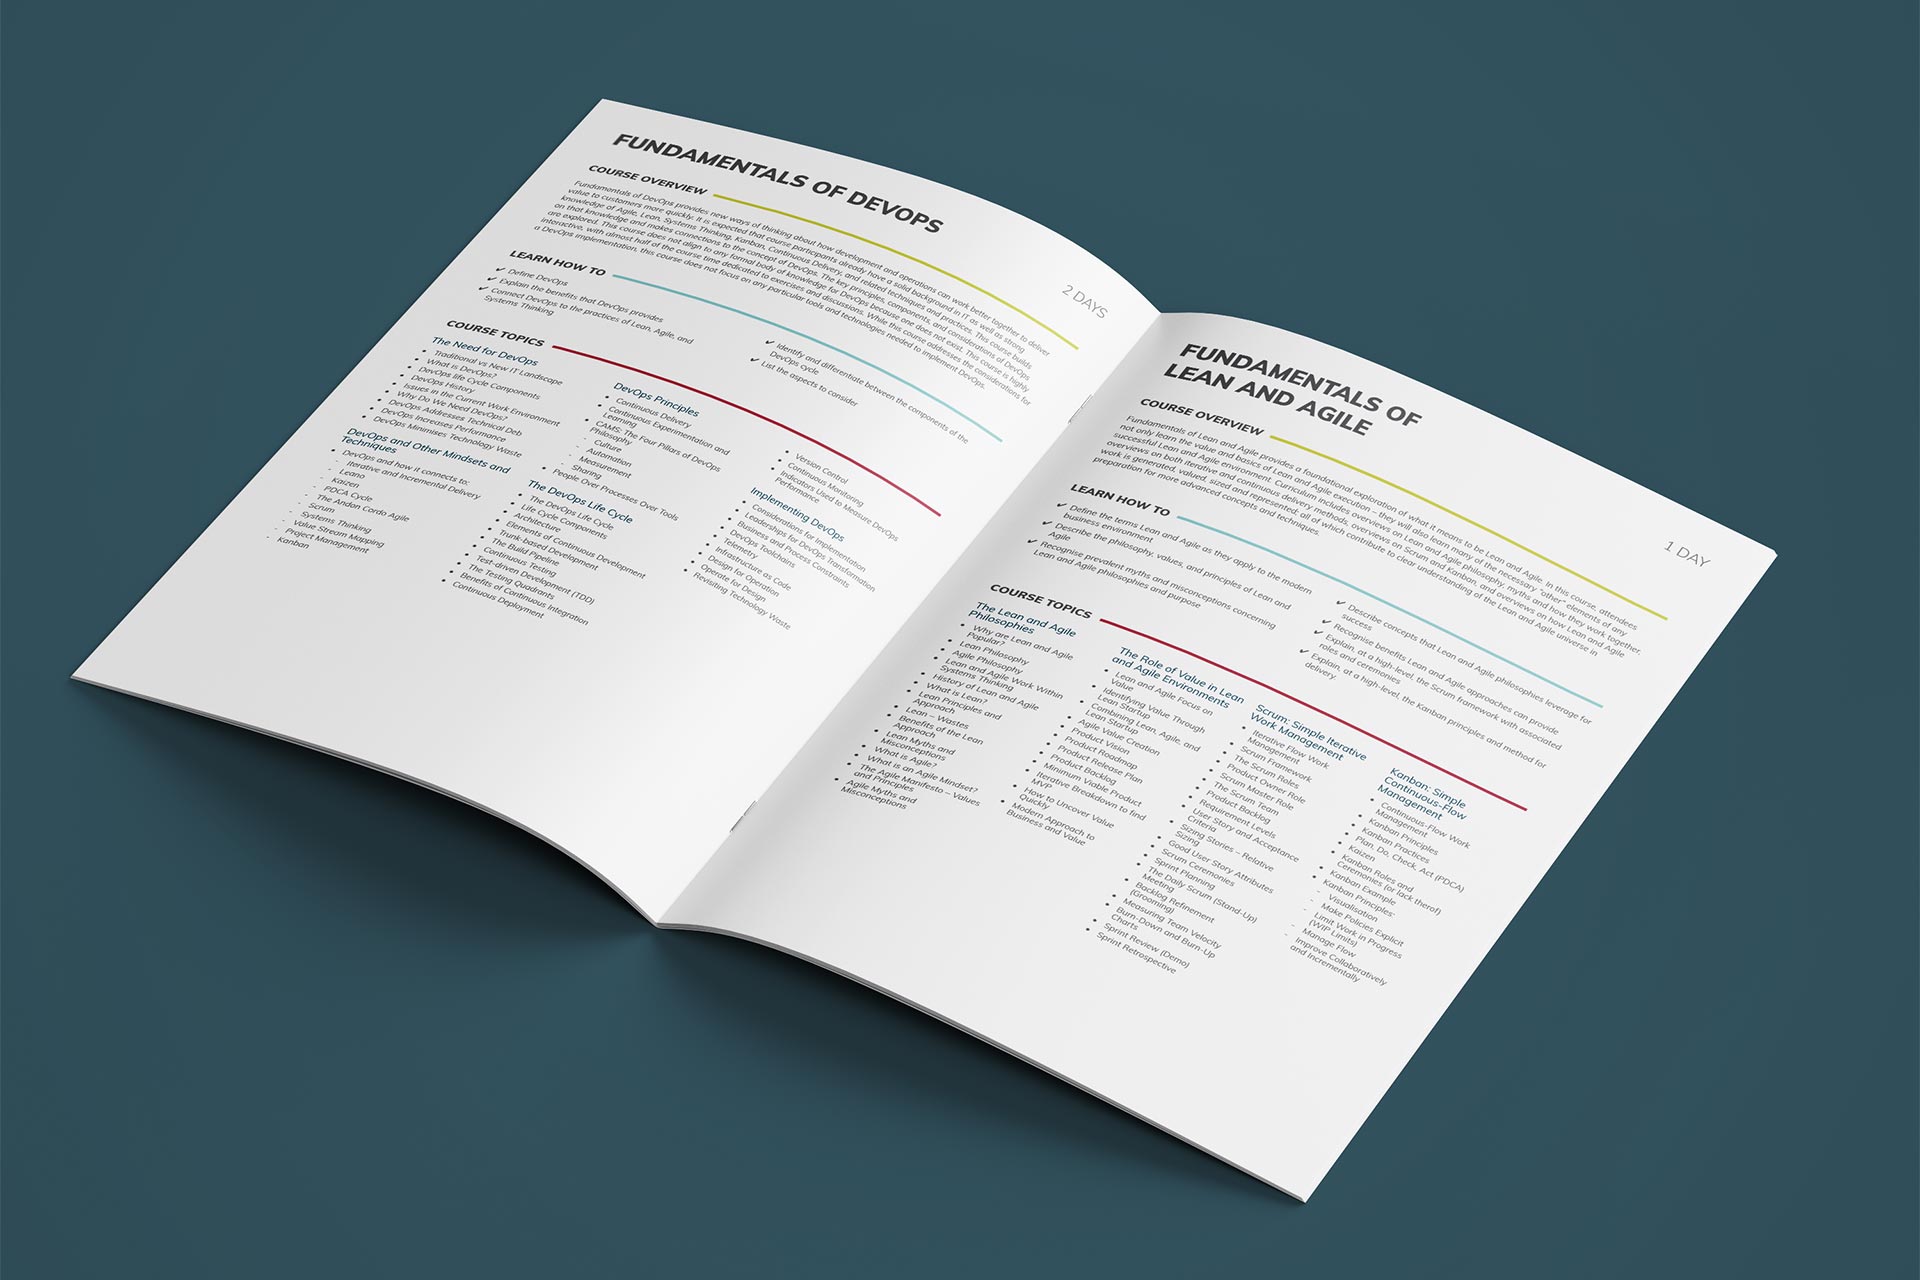 FUNDAMENTALS OF DEVOPS
2 DAYS
COURSE OVERVIEW
Fundamentals of DevOps provides new ways of thinking about how development and operations can work better together to deliver
value to customers more quickly. It is expected that course participants already have a solid background in IT as well as strong
knowledge of Agile, Lean, Systems Thinking, Kanban, Continuous Delivery, and related techniques and practices. This course builds
on that knowledge and makes connections to the concept of DevOps. The key principles, components, and considerations of DevOps
are explored. This course does not align to any formal body of knowledge for DevOps because one does not exist. This course is highly
interactive, with almost half of the course time dedicated to exercises and discussions. While this course addresses the considerations for
a DevOps implementation, this course does not focus on any particular tools and technologies needed to implement DevOps.
LEARN HOW TO
✓ Define DevOps
✓ Explain the benefits that DevOps provides
✓ Connect DevOps to the practices of Lean, Agile, and
Systems Thinking
✓ Identify and differentiate between the components of the
DevOps cycle
✓ List the aspects to consider
COURSE TOPICS
The Need for DevOps
• Traditional vs New IT Landscape
• What is DevOps?
• DevOps life Cycle Components
• DevOps History
• Issues in the Current Work Environment
• Why Do We Need DevOps?
• DevOps Addresses Technical Deb
• DevOps Increases Performance
• DevOps Minimises Technology Waste
DevOps and Other Mindsets and
Techniques
• DevOps and how it connects to:
- Iterative and Incremental Delivery
- Leano
- Kaizen
- PDCA Cycle
- The Andon Cordo Agile
- Scrum
- Systems Thinking
- Value Stream Mapping
- Project Management
- Kanban
DevOps Principles
• Continuous Delivery
• Continuous Experimentation and
Learning
• CAMS: The Four Pillars of DevOps
Philosophy
- Culture
- Automation
- Measurement
- Sharing
• People Over Processes Over Tools
The DevOps Life Cycle
• The DevOps Life Cycle
• Life Cycle Components
• Architecture
• Elements of Continuous Development
• Trunk-based Development
• The Build Pipeline
• Continuous Testing
• Test-driven Development (TDD)
• The Testing Quadrants
• Benefits of Continuous Integration
• Continuous Deployment
• Version Control
• Continuous Monitoring
• Indicators Used to Measure DevOps
Performance
Implementing DevOps
• Considerations for Implementation
• Leaderships for DevOps Transformation
• Business and Process Constraints
• DevOps Toolchains
• Telemetry
• Infrastructure as Code
• Design for Operation
• Operate for Design
• Revisiting Technology Waste
FUNDAMENTALS OF
LEAN AND AGILE
1 DAY
COURSE OVERVIEW
Fundamentals of Lean and Agile provides a foundational exploration of what it means to be Lean and Agile. In this course, attendees
not only learn the value and basics of Lean and Agile execution – they will also learn many of the necessary "other" elements of any
successful Lean and Agile environment. Curriculum includes overviews on Lean and Agile philosophy, myths and how they work together,
overviews on both iterative and continuous delivery methods, overviews on Scrum and Kanban, and overviews on how Lean and Agile
work is generated, valued, sized and represented; all of which contribute to clear understanding of the Lean and Agile universe in
preparation for more advanced concepts and techniques.
LEARN HOW TO
✓ Define the terms Lean and Agile as they apply to the modern
business environment
✓ Describe the philosophy, values, and principles of Lean and
Agile
✓ Recognise prevalent myths and misconceptions concerning
Lean and Agile philosophies and purpose
✓ Describe concepts that Lean and Agile philosophies leverage for
success
✓ Recognise benefits Lean and Agile approaches can provide
✓ Explain, at a high-level, the Scrum framework with associated
roles and ceremonies
✓ Explain, at a high-level, the Kanban principles and method for
delivery.
COURSE TOPICS
The Lean and Agile
Philosophies
• Why are Lean and Agile
Popular?
• Lean Philosophy
• Agile Philosophy
• Lean and Agile Work Within
Systems Thinking
• History of Lean and Agile
• What is Lean?
• Lean Principles and
Approach
• Lean – Wastes
• Benefits of the Lean
Approach
• Lean Myths and
Misconceptions
• What is Agile?
• What is an Agile Mindset?
• The Agile Manifesto – Values
and Principles
• Agile Myths and
Misconceptions
The Role of Value in Lean
and Agile Environments
• Lean and Agile Focus on
Value
• Identifying Value Through
Lean Startup
• Combining Lean, Agile, and
Lean Startup
• Agile Value Creation
• Product Vision
• Product Roadmap
• Product Release Plan
• Product Backlog
• Minimum Viable Product
• Iterative Breakdown to find
MVP
• How to Uncover Value
Quickly
• Modern Approach to
Business and Value
Scrum: Simple Iterative
Work Management
• Iterative Flow Work
Management
• Scrum Framework
• The Scrum Roles
• Product Owner Role
• Scrum Master Role
• The Scrum Team
• Product Backlog
• Requirement Levels
• User Story and Acceptance
Criteria
• Sizing Stories – Relative
Sizing
• Good User Story Attributes
• Scrum Ceremonies
• Sprint Planning
• The Daily Scrum (Stand-Up)
Meeting
• Backlog Refinement
(Grooming)
• Measuring Team Velocity
• Burn-Down and Burn-Up
Charts
• Sprint Review (Demo)
• Sprint Retrospective
Kanban: Simple
Continuous-Flow
Management
• Continuous-Flow Work
Management
• Kanban Principles
• Kanban Practices
• Plan, Do, Check, Act (PDCA)
• Kaizen
• Kanban Roles and
Ceremonies (or lack therof)
• Kanban Example
• Kanban Principles:
- Visualisation
- Make Policies Explicit
- Limit Work in Progress
(WIP Limits)
- Manage Flow
- Improve Collaboratively
and Incrementally